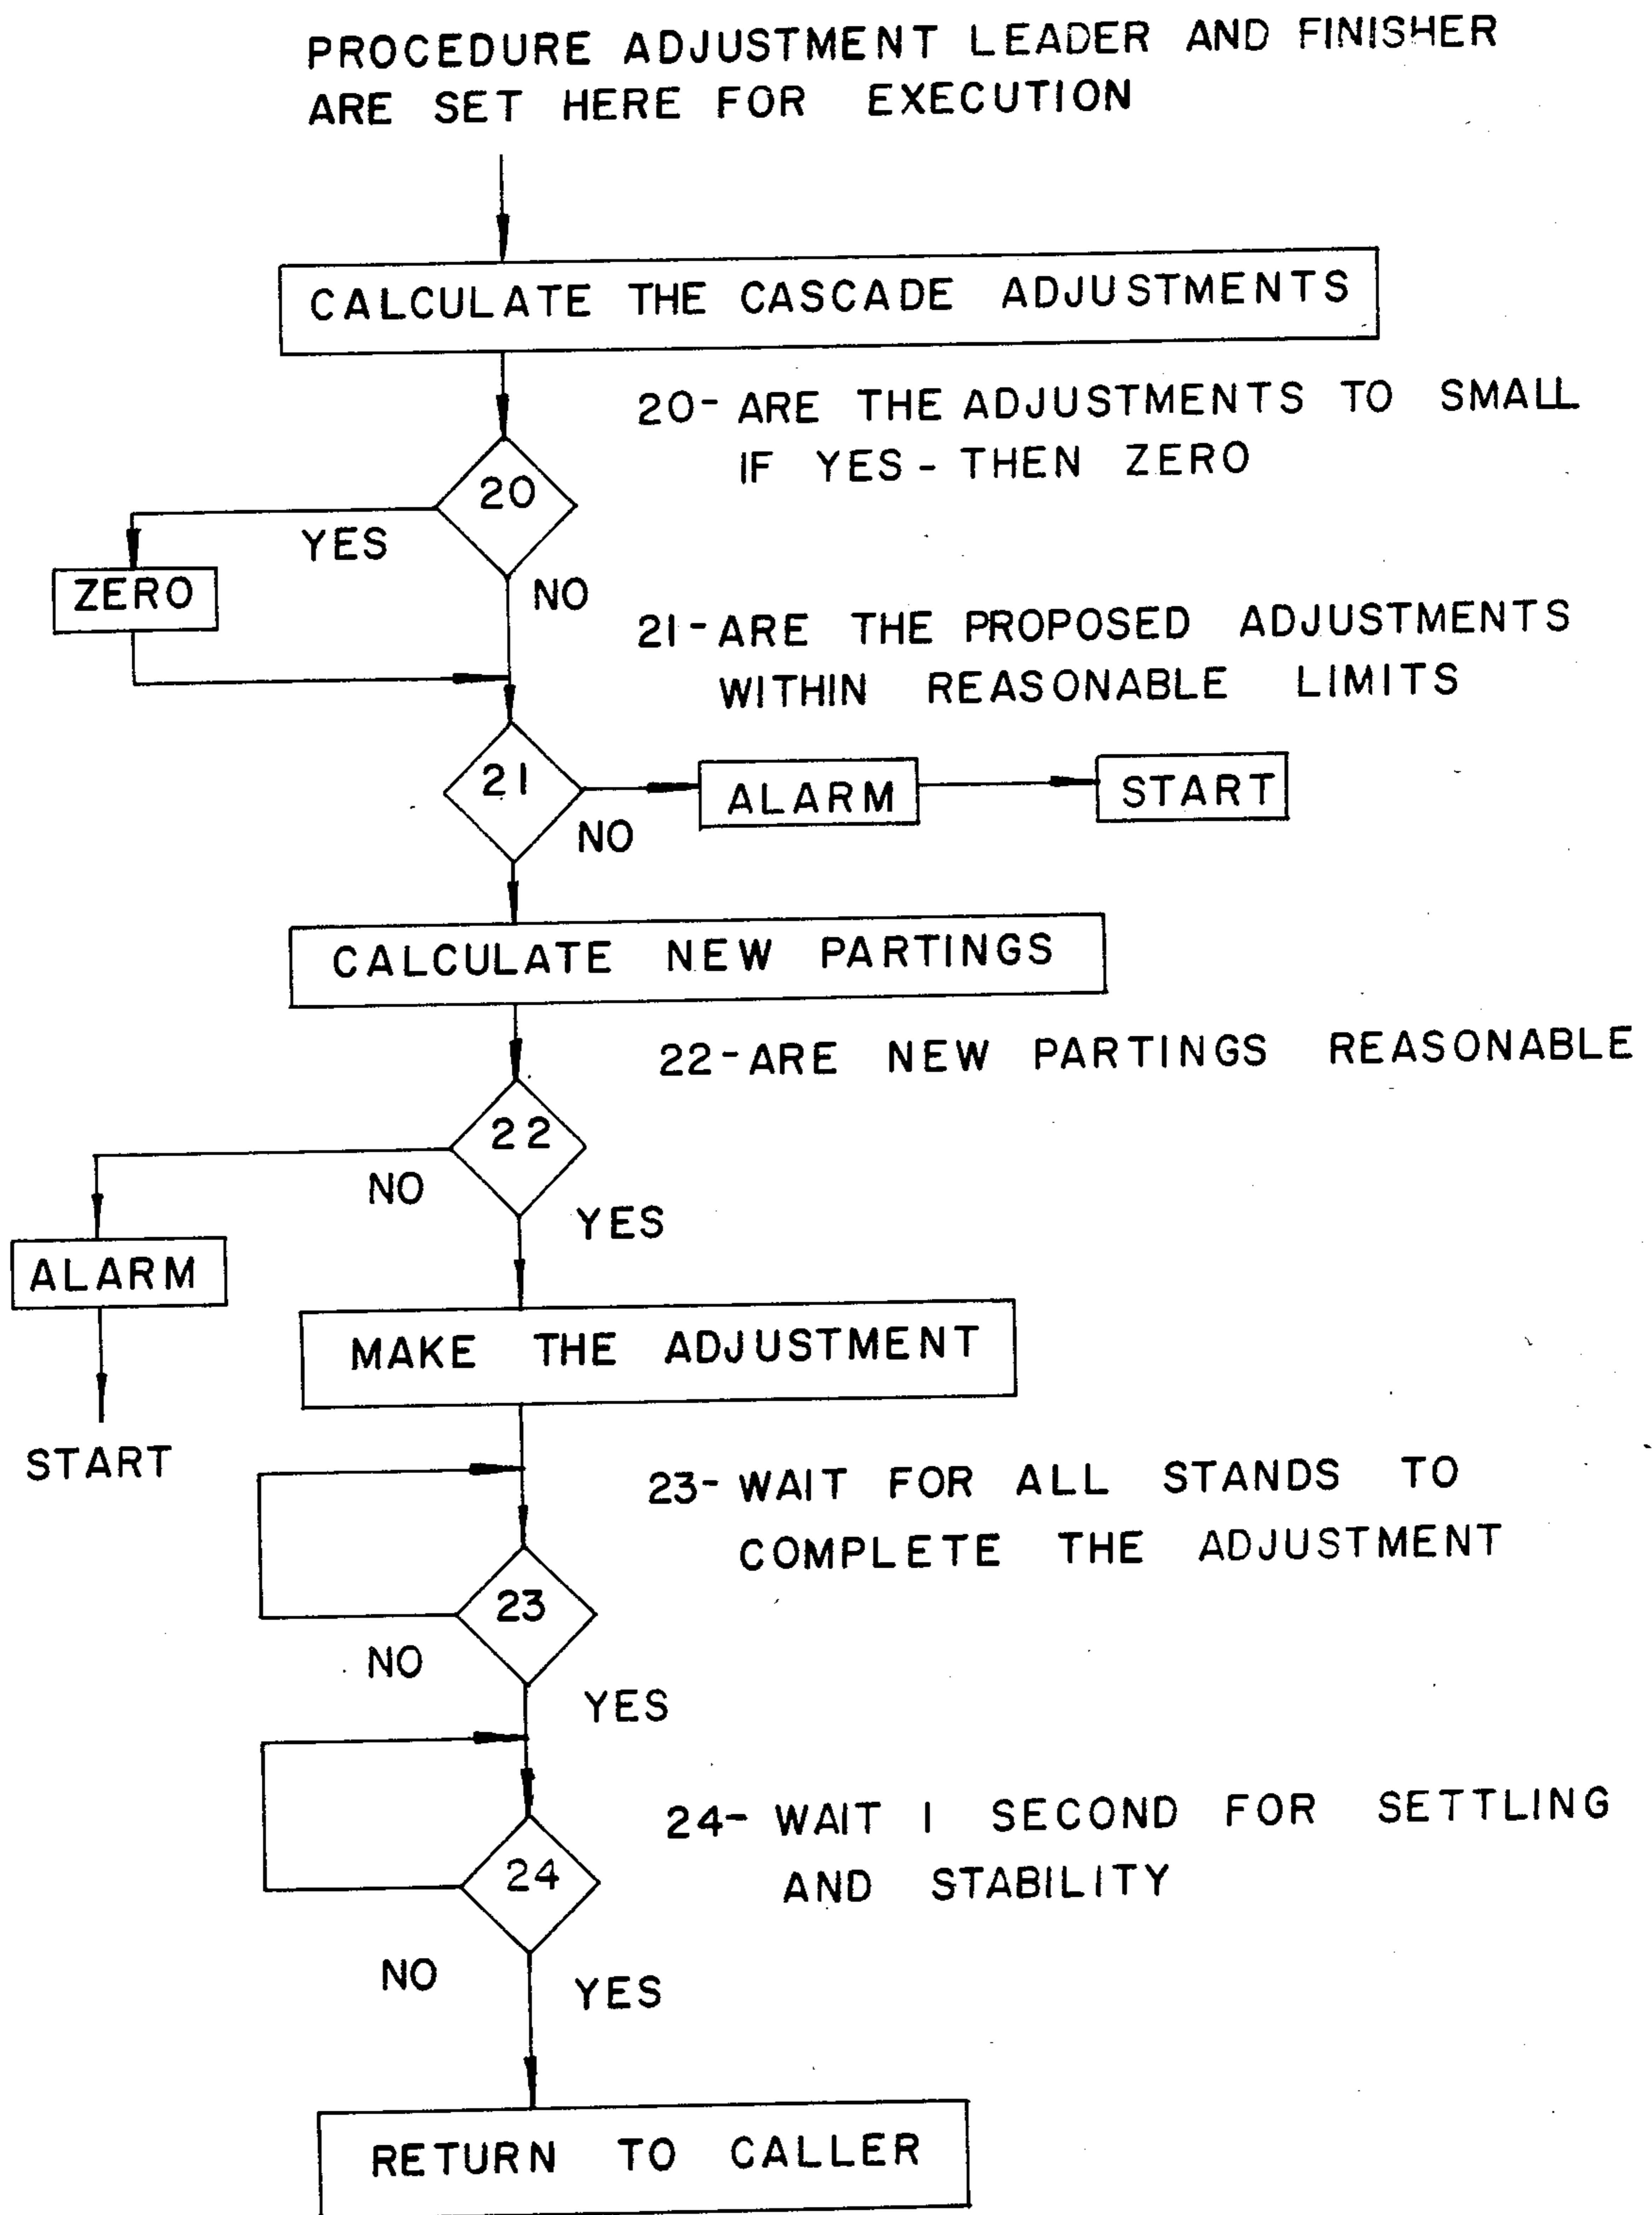 PROCEDURE ADJUSTMENT LEADER AND FINISHER
ARE SET HERE FOR EXECUTION
CALCULATE THE CASCADE ADJUSTMENTS
20- ARE THE ADJUSTMENTS TO SMALL
IF YES - THEN ZERO
20
YES
ZERO
NO
21-ARE THE PROPOSED ADJUSTMENTS
WITHIN REASONABLE LIMITS
21
NO
ALARM
START
CALCULATE NEW PARTINGS
22-ARE NEW PARTINGS REASONABLE
22
NO
YES
ALARM
START
MAKE THE ADJUSTMENT
23- WAIT FOR ALL STANDS TO
COMPLETE THE ADJUSTMENT
23
NO
YES
24- WAIT 1 SECOND FOR SETTLING
AND STABILITY
24
NO
YES
RETURN TO CALLER